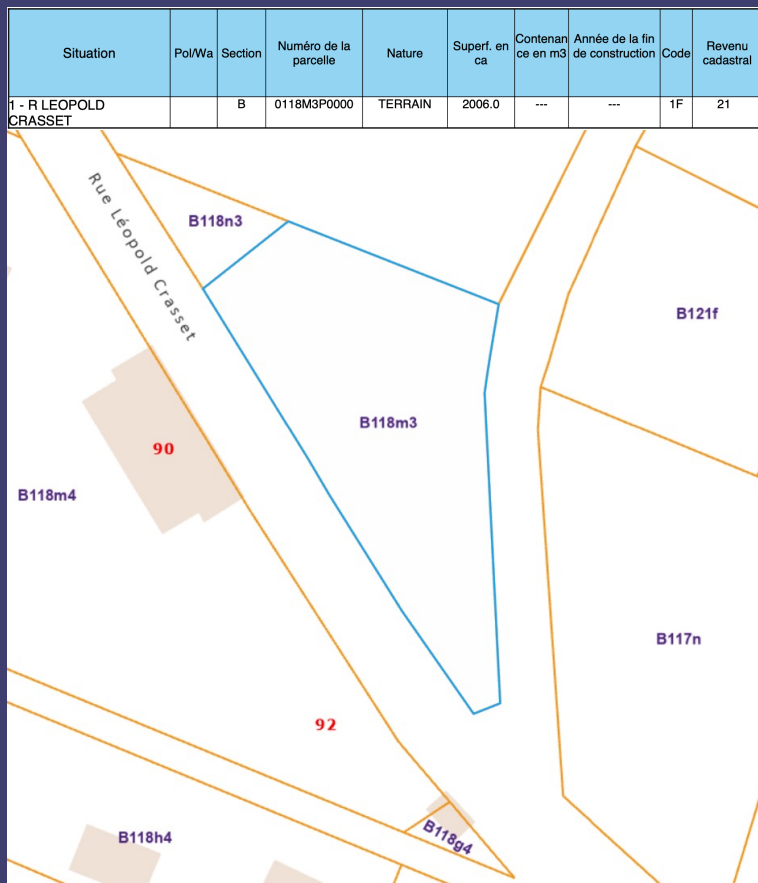 Situation
Pol/Wa
Section
Numéro de la
parcelle
Nature
Superf. en
ca
Contenan
ce en m3
Année de la fin
de construction
Code
Revenu
cadastral
1 - R LEOPOLD
CRASSET
B
0118M3P0000
TERRAIN
2006.0
---
---
1F
21
Rue Léopold Crasset
B118n3
B121f
B118m3
90
B118m4
B117n
92
B118h4
B118g4